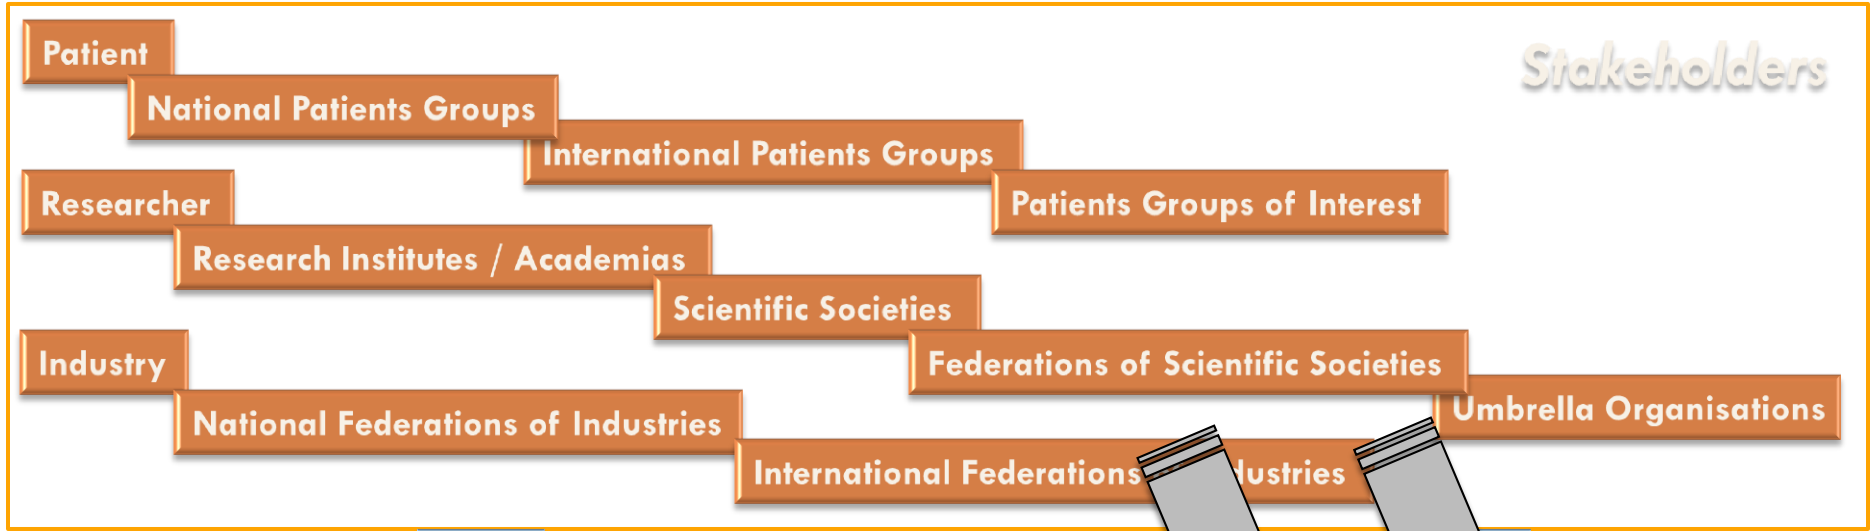 Patient
Stakeholders
National Patients Groups
International Patients Groups
Researcher
Patients Groups of Interest
Research Institutes / Academias
Scientific Societies
Industry
Federations of Scientific Societies
Umbrella Organisations
National Federations of Industries
International Federations